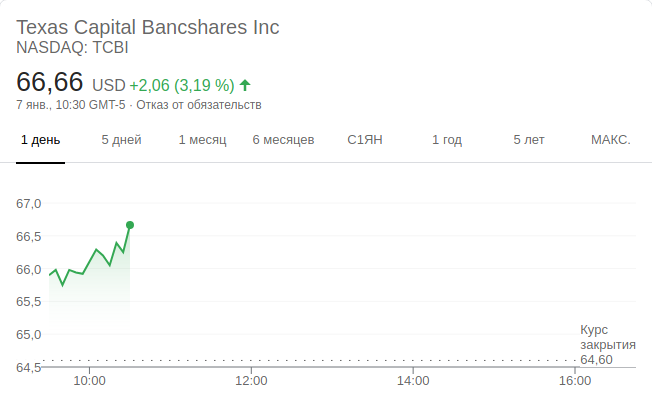 Texas Capital Bancshares Inc
NASDAQ: TCBI
66,66 USD +2,06 (3,19 %)
7 янв., 10:30 GMT-5 · Отказ от обязательств
1 день 5 дней 1 месяц 6 месяцев С1ЯН 1 год 5 лет МАКС.
67,0
66,5
66,0
65,5
65,0
64,5
Курс
закрытия
64,60
10:00 12:00 14:00 16:00